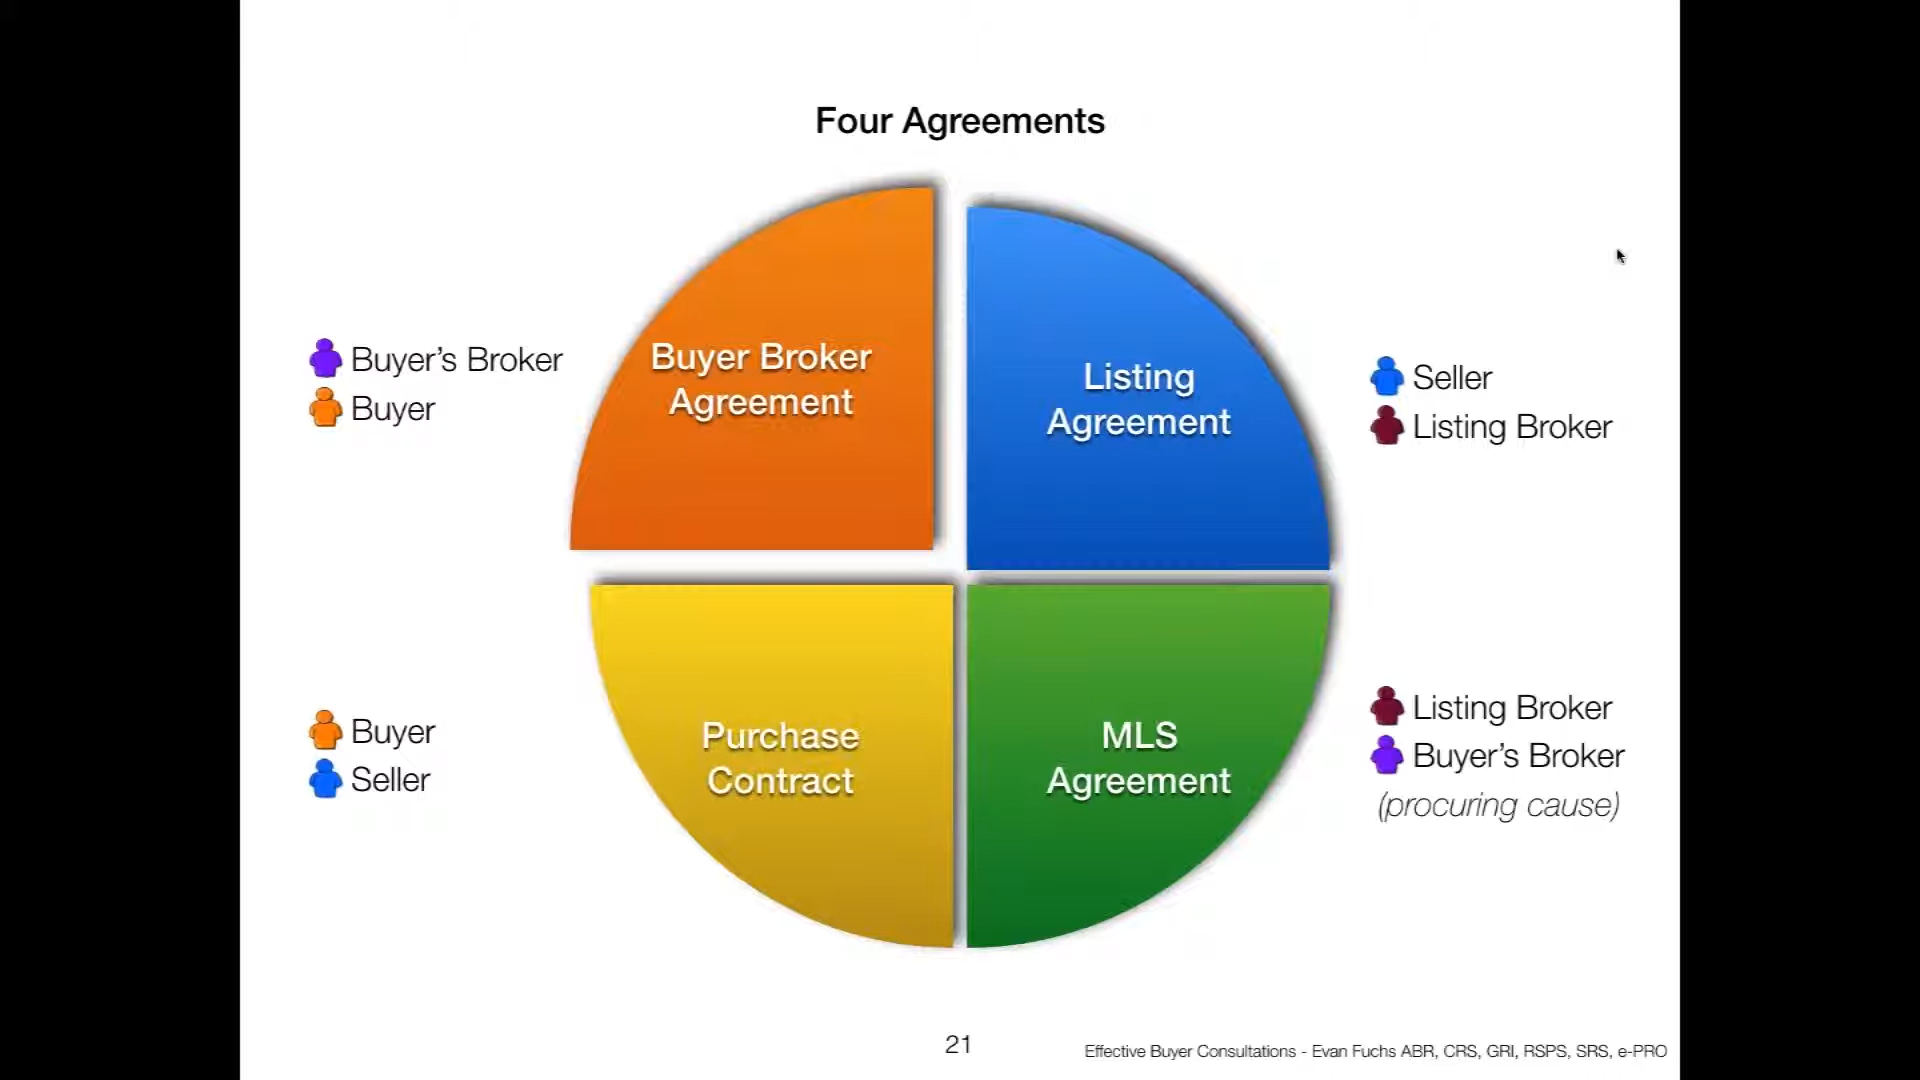 Four Agreements
Buyer's Broker
Buyer
Buyer Broker
Agreement
Listing
Agreement
Seller
Listing Broker
Buyer
Seller
Purchase
Contract
MLS
Agreement
Listing Broker
Buyer's Broker
(procuring cause)
21
Effective Buyer Consultations - Evan Fuchs ABR, CRS, GRI, RSPS, SRS, e-PRO